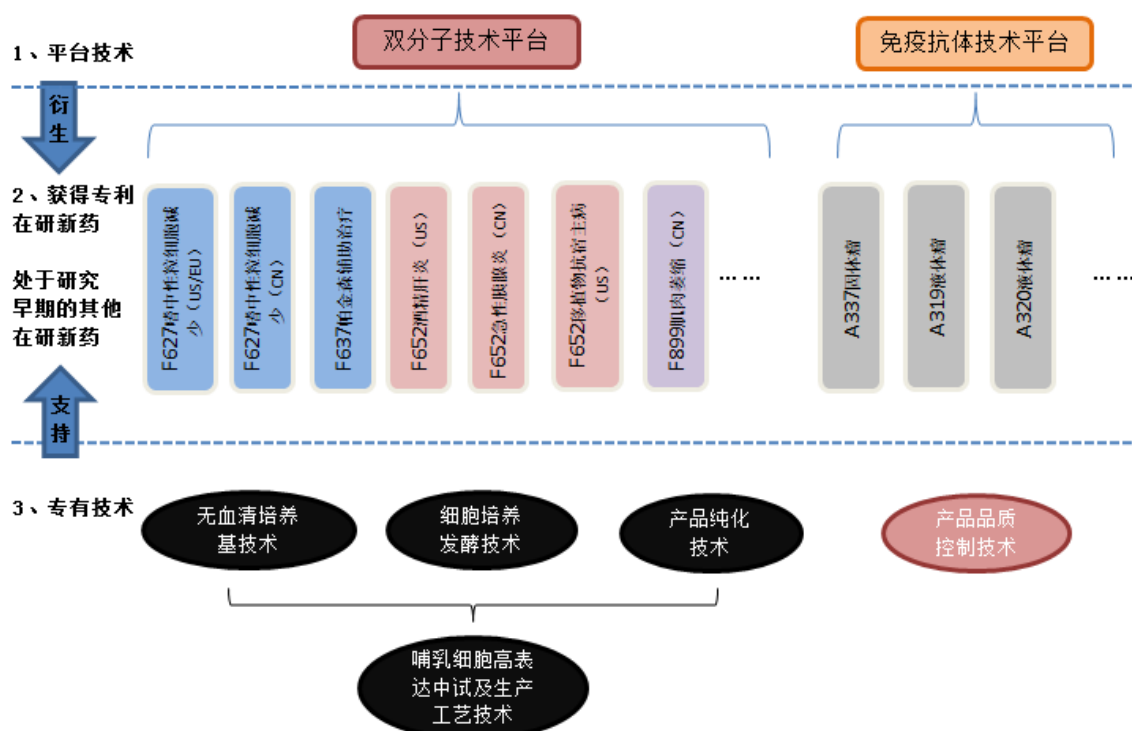 1、平台技术
双分子技术平台
免疫抗体技术平台
衍
生
2、获得专利
在研新药
处于研究
早期的其他
在研新药
F627嗜中性粒细胞减
少（US/EU）
F627嗜中性粒细胞减
少（CN）
F637帕金森辅助治疗
F652酒精肝炎（US）
F652急性胰腺炎（CN）
F652移植物抗宿主病
（US）
F899肌肉萎缩（CN）
……
A337固体瘤
A319液体瘤
A320液体瘤
……
支
持
3、专有技术
无血清培养
基技术
细胞培养
发酵技术
产品纯化
技术
产品品质
控制技术
哺乳细胞高表
达中试及生产
工艺技术